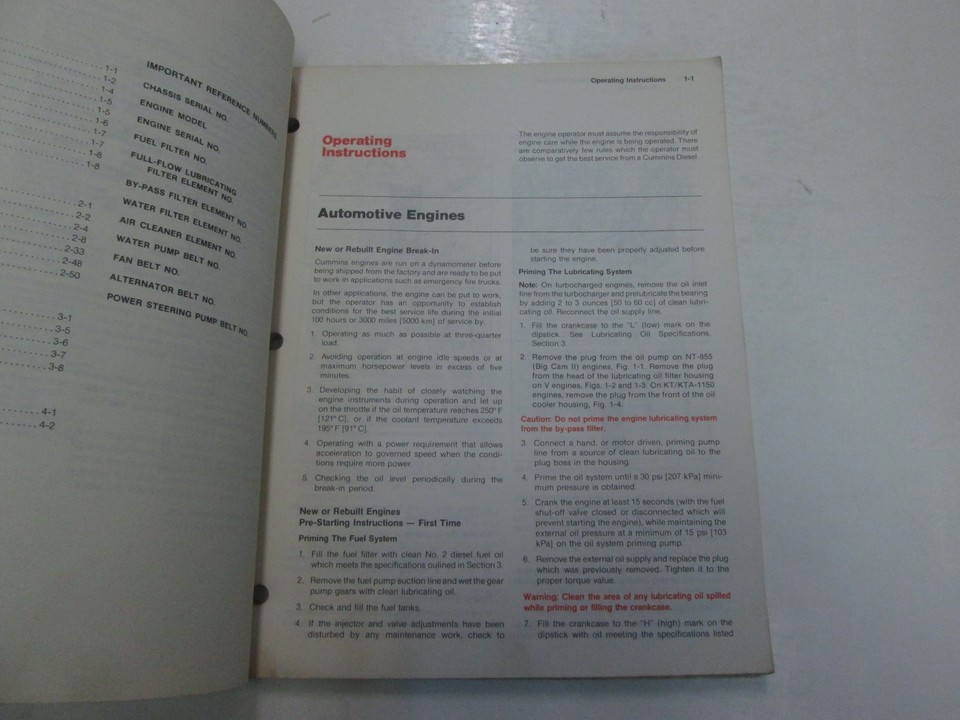 1-1
1-2
1-4
1-5
1-5
1-6
1-7
1-7
1-8
1-8
2-1
2-2
2-4
2-8
2-33
2-48
2-50
3-1
3-5
3-6
3-7
3-8
4-1
4-2
IMPORTANT REFERENCE NUMBERS
CHASSIS SERIAL NO.
ENGINE MODEL
ENGINE SERIAL NO.
FUEL FILTER NO.
FULL-FLOW LUBRICATING
FILTER ELEMENT NO.
BY-PASS FILTER ELEMENT NO.
WATER FILTER ELEMENT NO.
AIR CLEANER ELEMENT NO.
WATER PUMP BELT NO.
FAN BELT NO.
ALTERNATOR BELT NO.
POWER STEERING PUMP BELT NO.
Operating Instructions 1-1
Operating
Instructions
The engine operator must assume the responsibility of
engine care while the engine is being operated. There
are comparatively few rules which the operator must
observe to get the best service from a Cummins Diesel.
Automotive Engines
New or Rebuilt Engine Break-In
Cummins engines are run on a dynamometer before
being shipped from the factory and are ready to be put
to work in applications such as emergency fire trucks.
In other applications, the engine can be put to work,
but the operator has an opportunity to establish
conditions for the best service life during the initial
100 hours or 3000 miles [5000 km] of service by:
1. Operating as much as possible at three-quarter
load.
2. Avoiding operation at engine idle speeds or at
maximum horsepower levels in excess of five
minutes.
3. Developing the habit of closely watching the
engine instruments during operation and let up
on the throttle if the oil temperature reaches 250° F
[121° C], or if the coolant temperature exceeds
195° F [91° C].
4. Operating with a power requirement that allows
acceleration to governed speed when the condi-
tions require more power.
5. Checking the oil level periodically during the
break-in period.
New or Rebuilt Engines
Pre-Starting Instructions — First Time
Priming The Fuel System
1. Fill the fuel filter with clean No. 2 diesel fuel oil
which meets the specifications oulined in Section 3.
2. Remove the fuel pump suction line and wet the gear
pump gears with clean lubricating oil.
3. Check and fill the fuel tanks.
4. If the injector and valve adjustments have been
disturbed by any maintenance work, check to
be sure they have been properly adjusted before
starting the engine.
Priming The Lubricating System
Note: On turbocharged engines, remove the oil inlet
line from the turbocharger and prelubricate the bearing
by adding 2 to 3 ounces [50 to 60 cc] of clean lubri-
cating oil. Reconnect the oil supply line.
1. Fill the crankcase to the "L" (low) mark on the
dipstick. See Lubricating Oil Specifications,
Section 3.
2. Remove the plug from the oil pump on NT-855
(Big Cam II) engines, Fig. 1-1. Remove the plug
from the head of the lubricating oil filter housing
on V engines, Figs. 1-2 and 1-3. On KT/KTA-1150
engines, remove the plug from the front of the oil
cooler housing, Fig. 1-4.
Caution: Do not prime the engine lubricating system
from the by-pass filter.
3. Connect a hand, or motor driven, priming pump
line from a source of clean lubricating oil to the
plug boss in the housing.
4. Prime the oil system until a 30 psi [207 kPa] mini-
mum pressure is obtained.
5. Crank the engine at least 15 seconds (with the fuel
shut-off valve closed or disconnected which will
prevent starting the engine), while maintaining the
external oil pressure at a minimum of 15 psi [103
kPa] on the oil system priming pump.
6. Remove the external oil supply and replace the plug
which was previously removed. Tighten it to the
proper torque value.
Warning: Clean the area of any lubricating oil spilled
while priming or filling the crankcase.
7. Fill the crankcase to the "H" (high) mark on the
dipstick with oil meeting the specifications listed